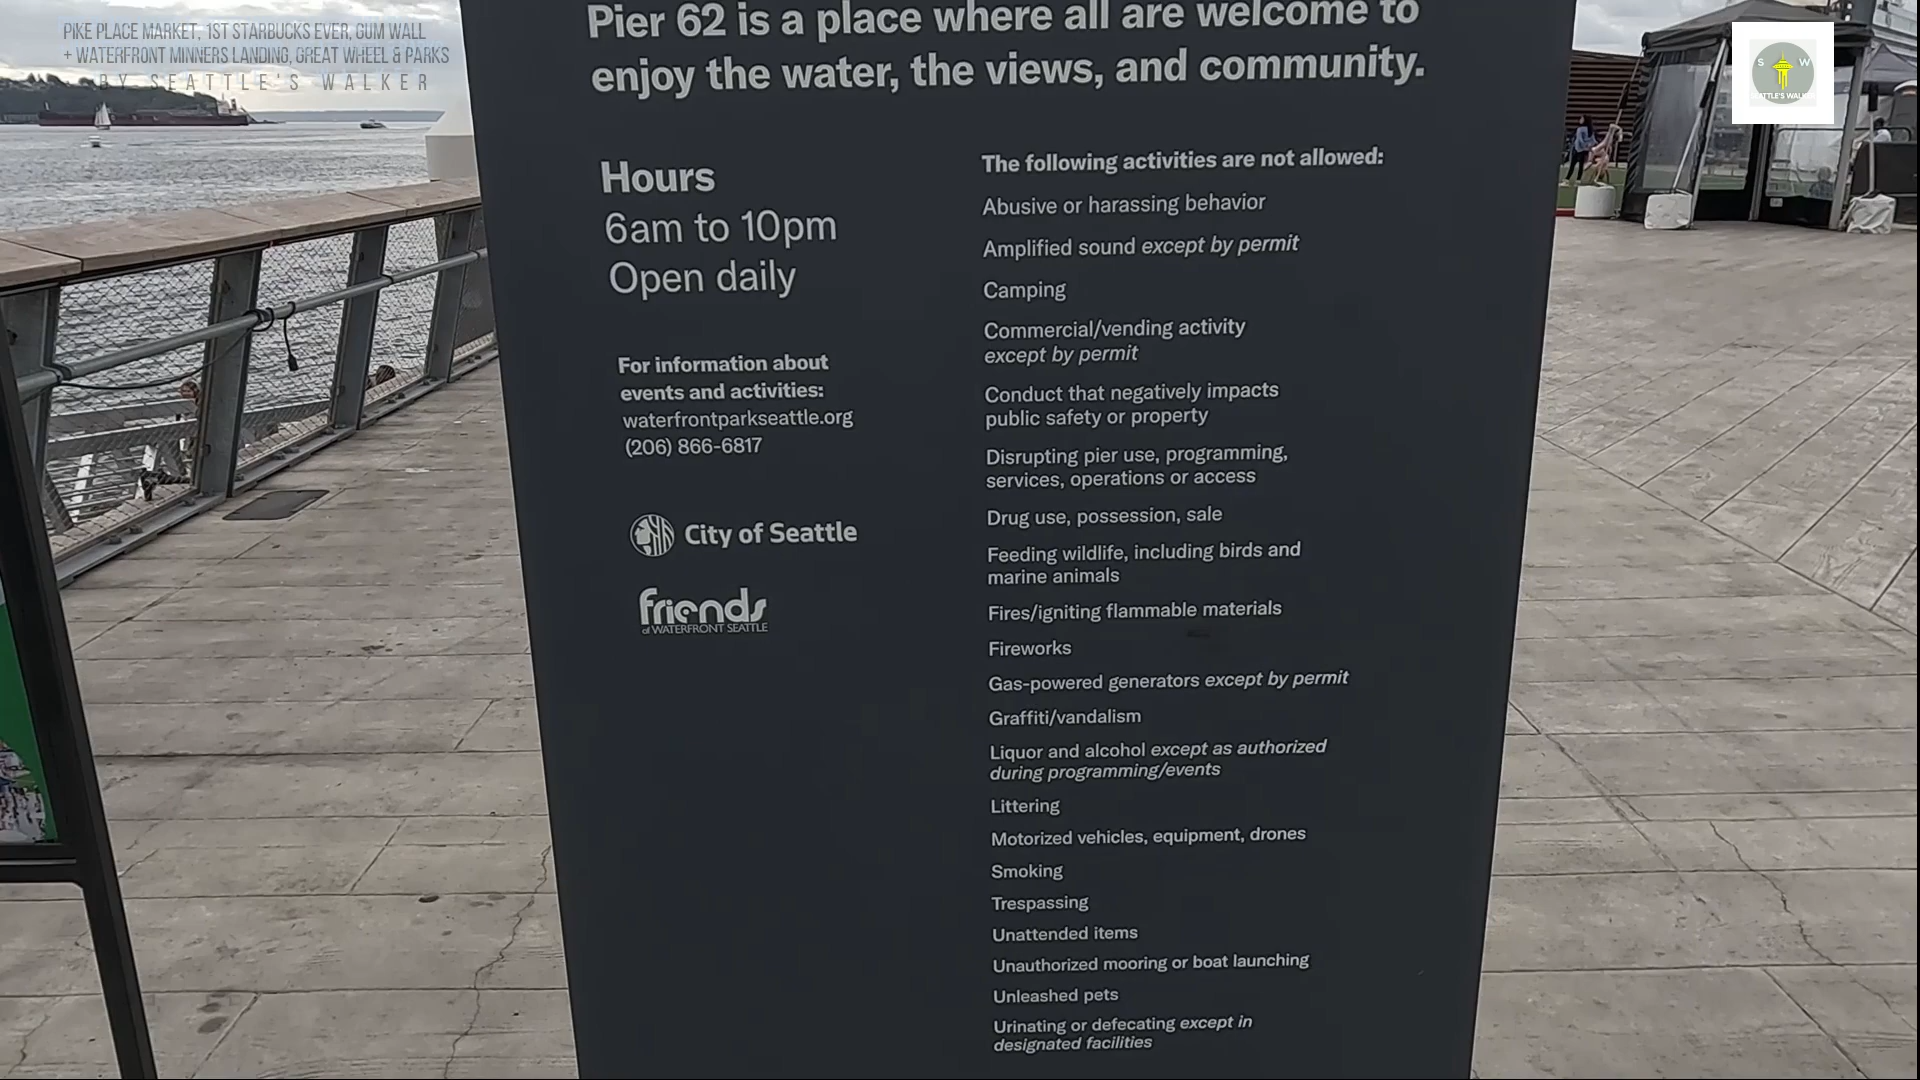 PIKE PLACE MARKET, 1ST STARBUCKS EVER, GUM WALL
+ WATERFRONT MINNERS LANDING, GREAT WHEEL & PARKS
BY SEATTLE'S WALKER
S W
SEATTLE'S WALKER
Pier 62 is a place where all are welcome to
enjoy the water, the views, and community.
Hours
6am to 10pm
Open daily
For information about
events and activities:
waterfrontparkseattle.org
(206) 866-6817
City of Seattle
friends
of WATERFRONT SEATTLE
The following activities are not allowed:
Abusive or harassing behavior
Amplified sound except by permit
Camping
Commercial/vending activity
except by permit
Conduct that negatively impacts
public safety or property
Disrupting pier use, programming,
services, operations or access
Drug use, possession, sale
Feeding wildlife, including birds and
marine animals
Fires/igniting flammable materials
Fireworks
Gas-powered generators except by permit
Graffiti/vandalism
Liquor and alcohol except as authorized
during programming/events
Littering
Motorized vehicles, equipment, drones
Smoking
Trespassing
Unattended items
Unauthorized mooring or boat launching
Unleashed pets
Urinating or defecating except in
designated facilities